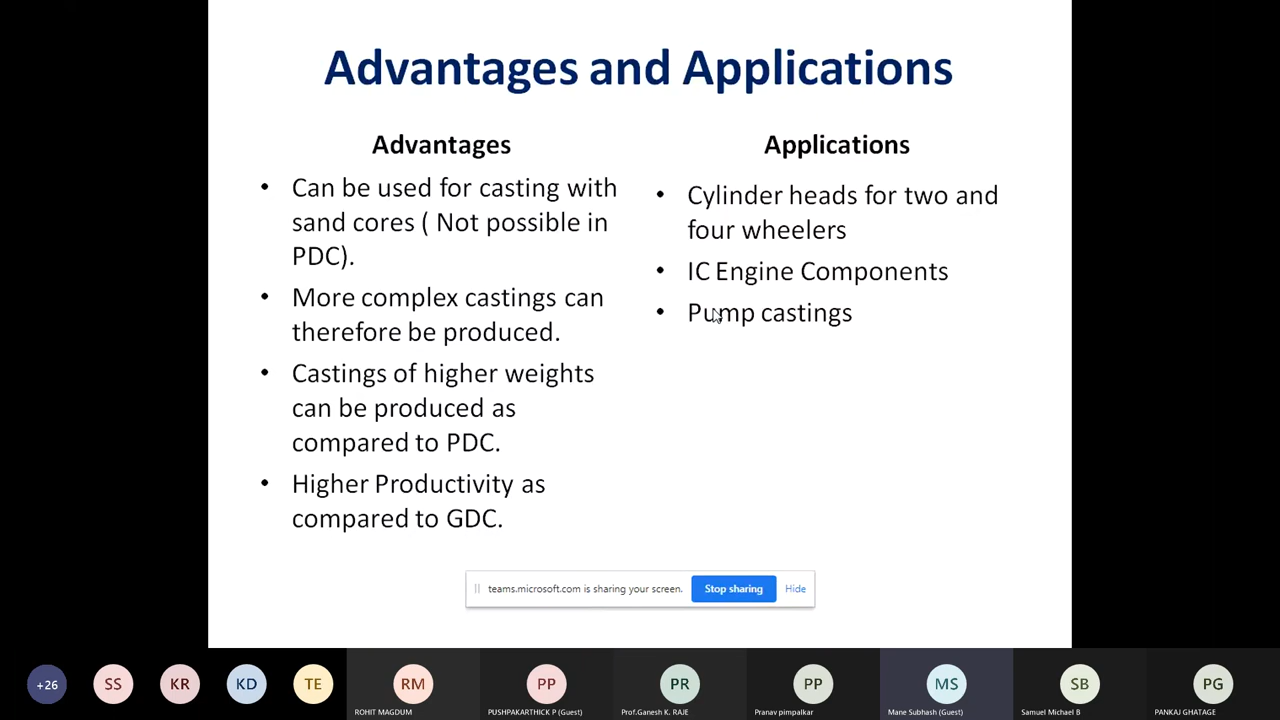 Advantages and Applications
Advantages
• Can be used for casting with
sand cores ( Not possible in
PDC).
• More complex castings can
therefore be produced.
• Castings of higher weights
can be produced as
compared to PDC.
• Higher Productivity as
compared to GDC.
Applications
• Cylinder heads for two and
four wheelers
• IC Engine Components
• Pump castings
teams.microsoft.com is sharing your screen. Stop sharing Hide
+26 SS KR KD TE RM PP PR PP MS SB PG
ROHIT MAGDUM PUSHPAKARTHICK P (Guest) Prof.Ganesh K. RAJE Pranav pimpalkar Mane Subhash (Guest) Samuel Michael B PANKAJ GHATAGE